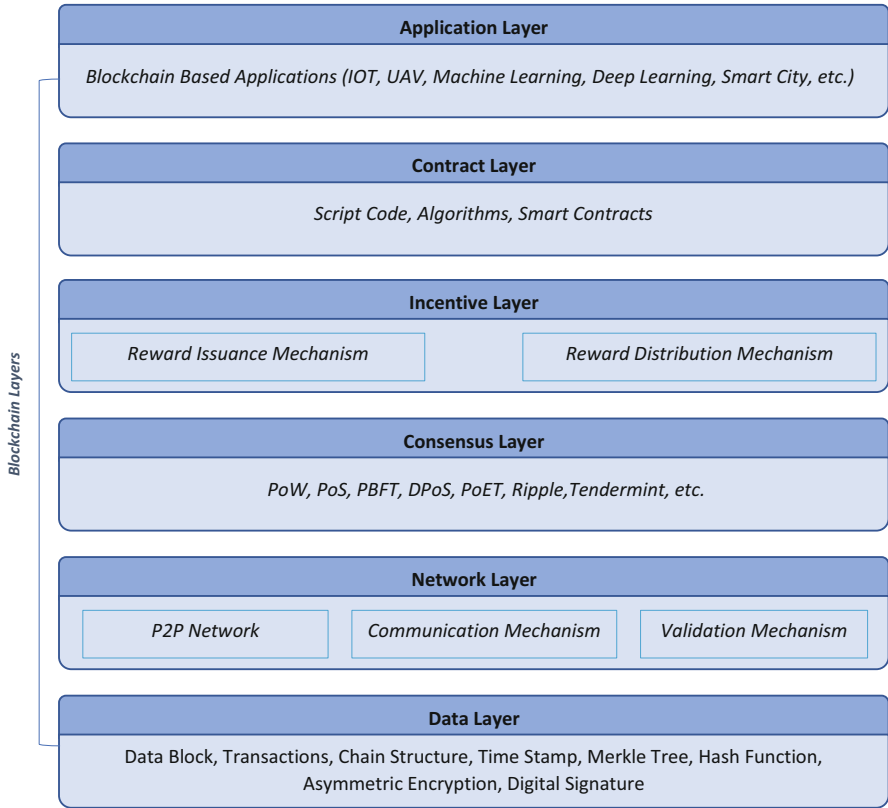 Application Layer
Blockchain Based Applications (IOT, UAV, Machine Learning, Deep Learning, Smart City, etc.)
Contract Layer
Script Code, Algorithms, Smart Contracts
Incentive Layer
Reward Issuance Mechanism
Reward Distribution Mechanism
Blockchain Layers
Consensus Layer
PoW, PoS, PBFT, DPoS, PoET, Ripple,Tendermint, etc.
Network Layer
P2P Network
Communication Mechanism
Validation Mechanism
Data Layer
Data Block, Transactions, Chain Structure, Time Stamp, Merkle Tree, Hash Function,
Asymmetric Encryption, Digital Signature